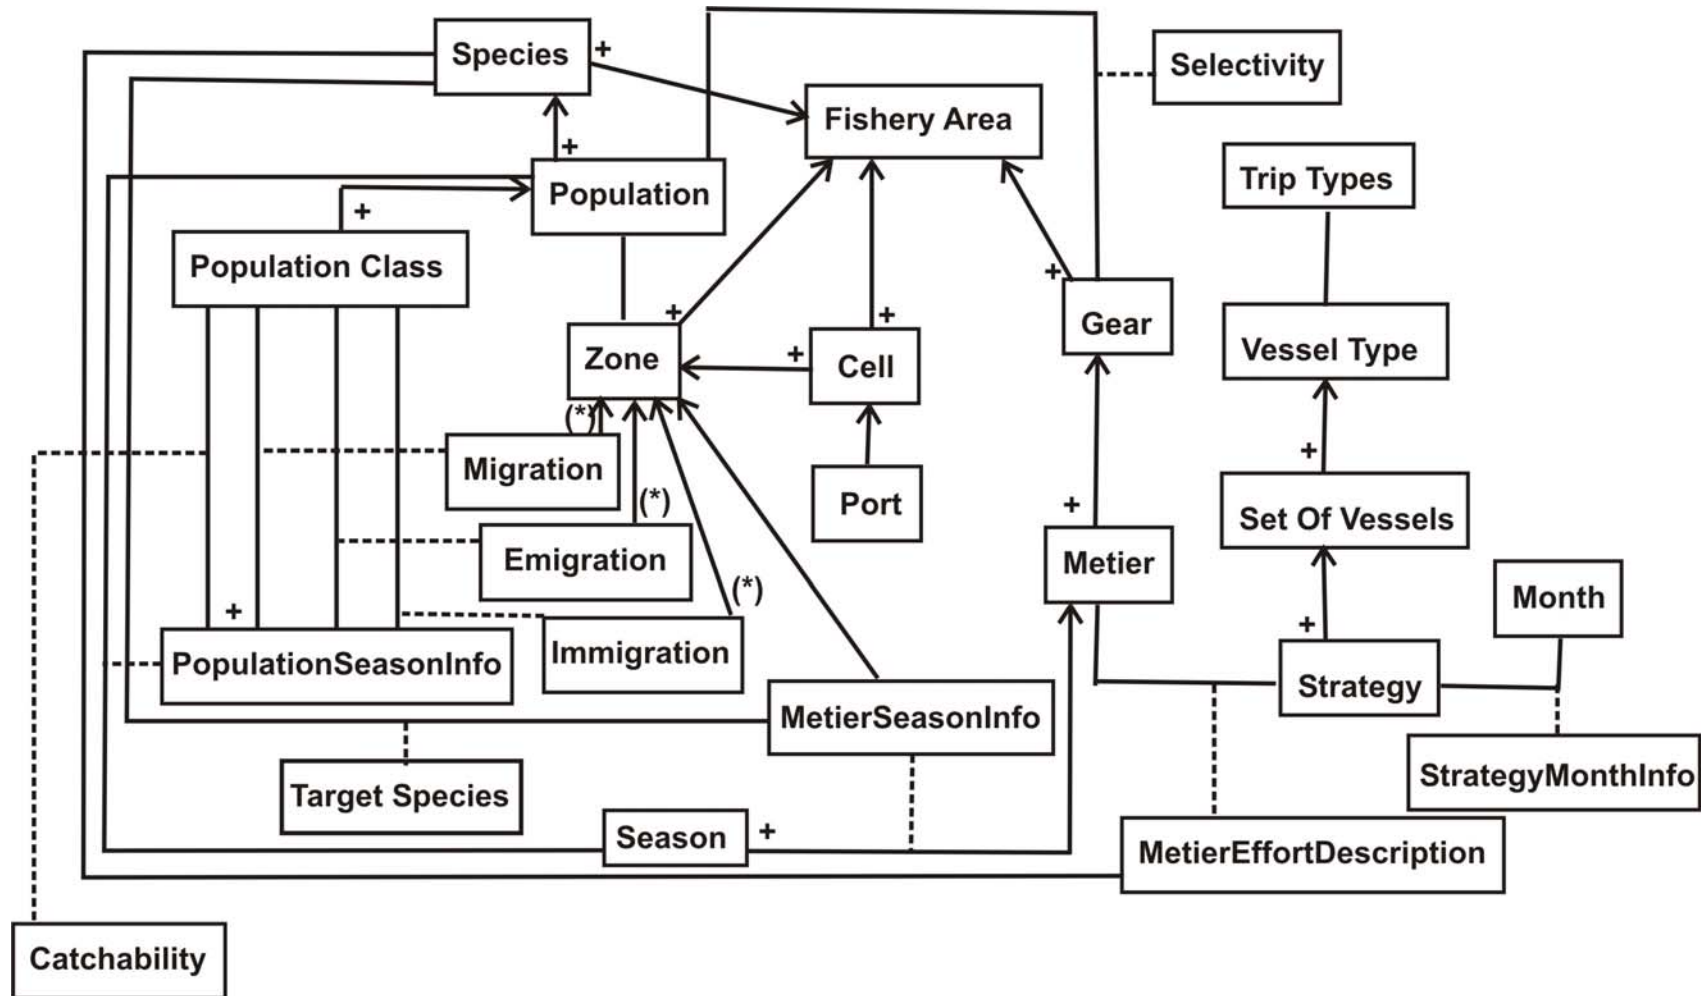 Species
+
Selectivity
Fishery Area
+
Trip Types
Population
+
Population Class
+
+
+
Gear
Zone
+
Cell
Vessel Type
(*)
Migration
+
Port
(*)
+
Set Of Vessels
Emigration
Metier
(*)
Month
+
+
Immigration
PopulationSeasonInfo
Strategy
MetierSeasonInfo
StrategyMonthInfo
Target Species
Season
+
MetierEffortDescription
Catchability